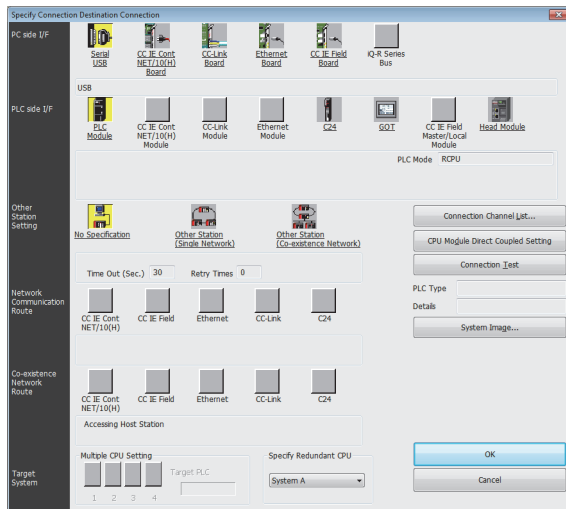 Specify Connection Destination Connection
PC side I/F
Serial
USB
CC IE Cont
NET/10(H)
Board
CC-Link
Board
Ethernet
Board
CC IE Field
Board
iQ-R Series
Bus
USB
PLC side I/F
PLC
Module
CC IE Cont
NET/10(H)
Module
CC-Link
Module
Ethernet
Module
C24
GOT
CC IE Field
Master/Local
Module
Head Module
PLC Mode RCPU
Other
Station
Setting
No Specification
Other Station
(Single Network)
Other Station
(Co-existence Network)
Connection Channel List...
CPU Module Direct Coupled Setting
Time Out (Sec.) 30 Retry Times 0
Connection Test
Network
Communication
Route
CC IE Cont
NET/10(H)
CC IE Field
Ethernet
CC-Link
C24
PLC Type
Details
System Image...
Co-existence
Network
Route
CC IE Cont
NET/10(H)
CC IE Field
Ethernet
CC-Link
C24
Accessing Host Station
Target
System
Multiple CPU Setting
1 2 3 4
Target PLC
Specify Redundant CPU
System A
OK
Cancel